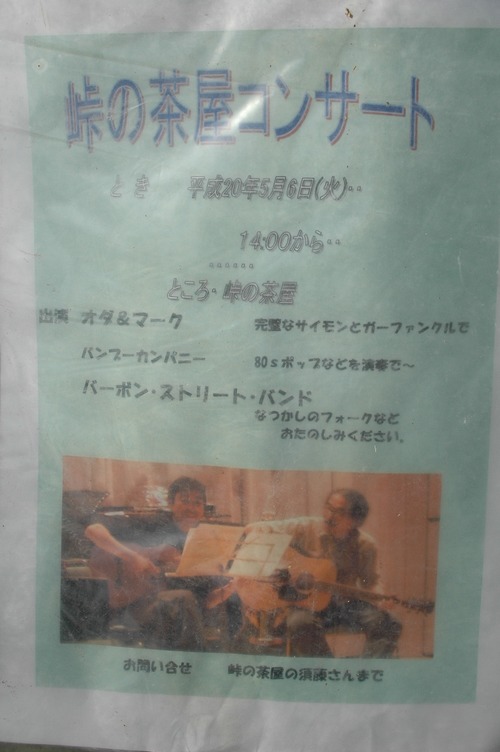 峠の茶屋コンサート
とき 平成20年5月6日(火)‥
14:00から‥
‥‥‥
ところ・峠の茶屋
出演 オダ&マーク 完璧なサイモンとガーファンクルで
バンブーカンパニー 80sポップなどを演奏で～
バーボン・ストリート・バンド
なつかしのフォークなど
おたのしみください。
お問い合せ 峠の茶屋の須藤さんまで